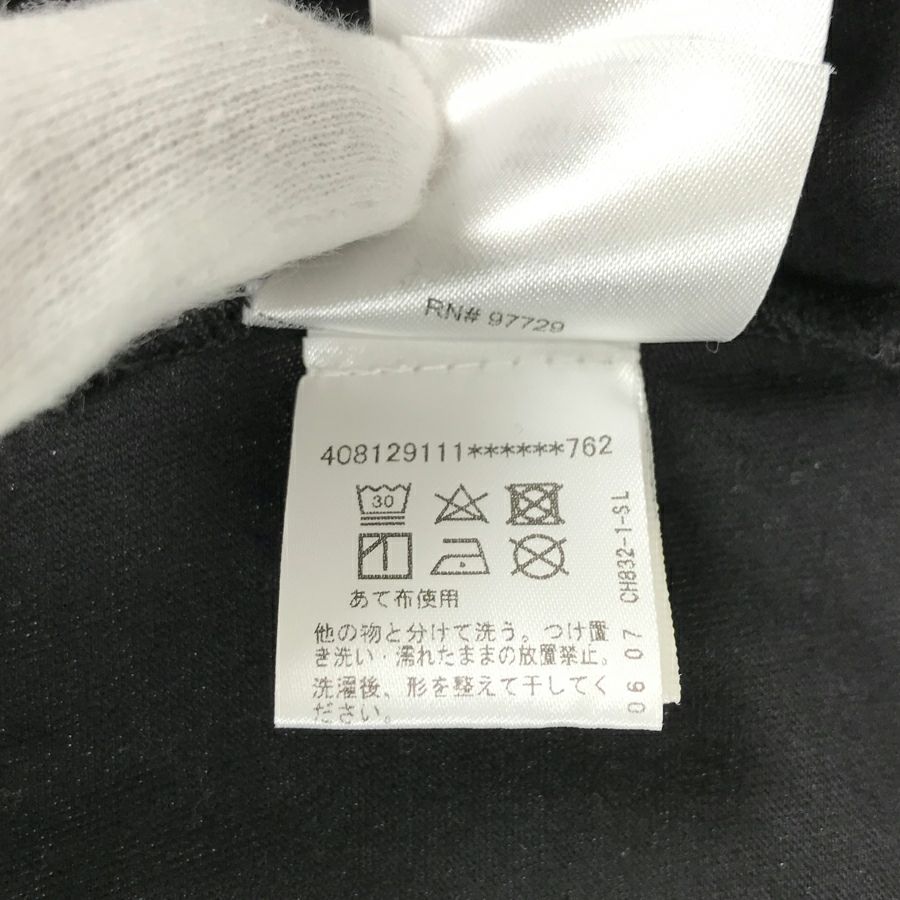 RN# 97729
408129111******762
30
あて布使用
他の物と分けて洗う。つけ置
き洗い・濡れたままの放置禁止。
洗濯後、形を整えて干してく
ださい。
06 07 CH832-1-SL